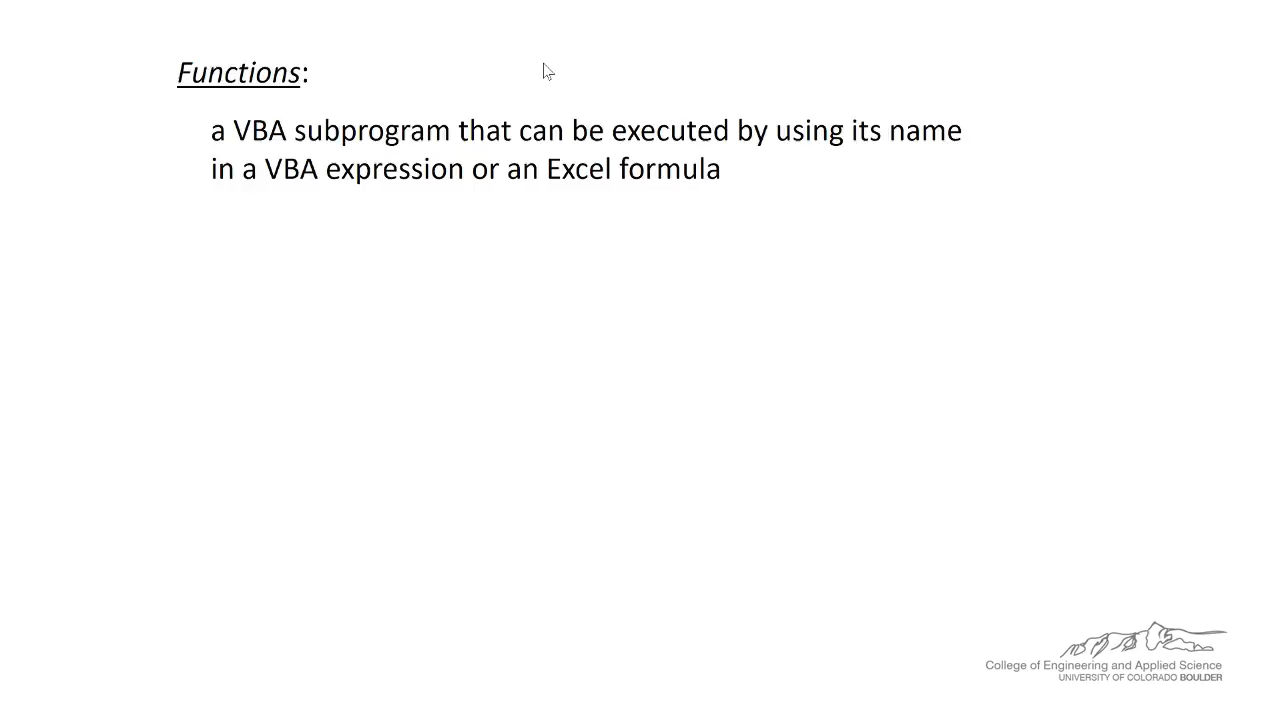 Functions:
a VBA subprogram that can be executed by using its name
in a VBA expression or an Excel formula
College of Engineering and Applied Science
UNIVERSITY OF COLORADO BOULDER